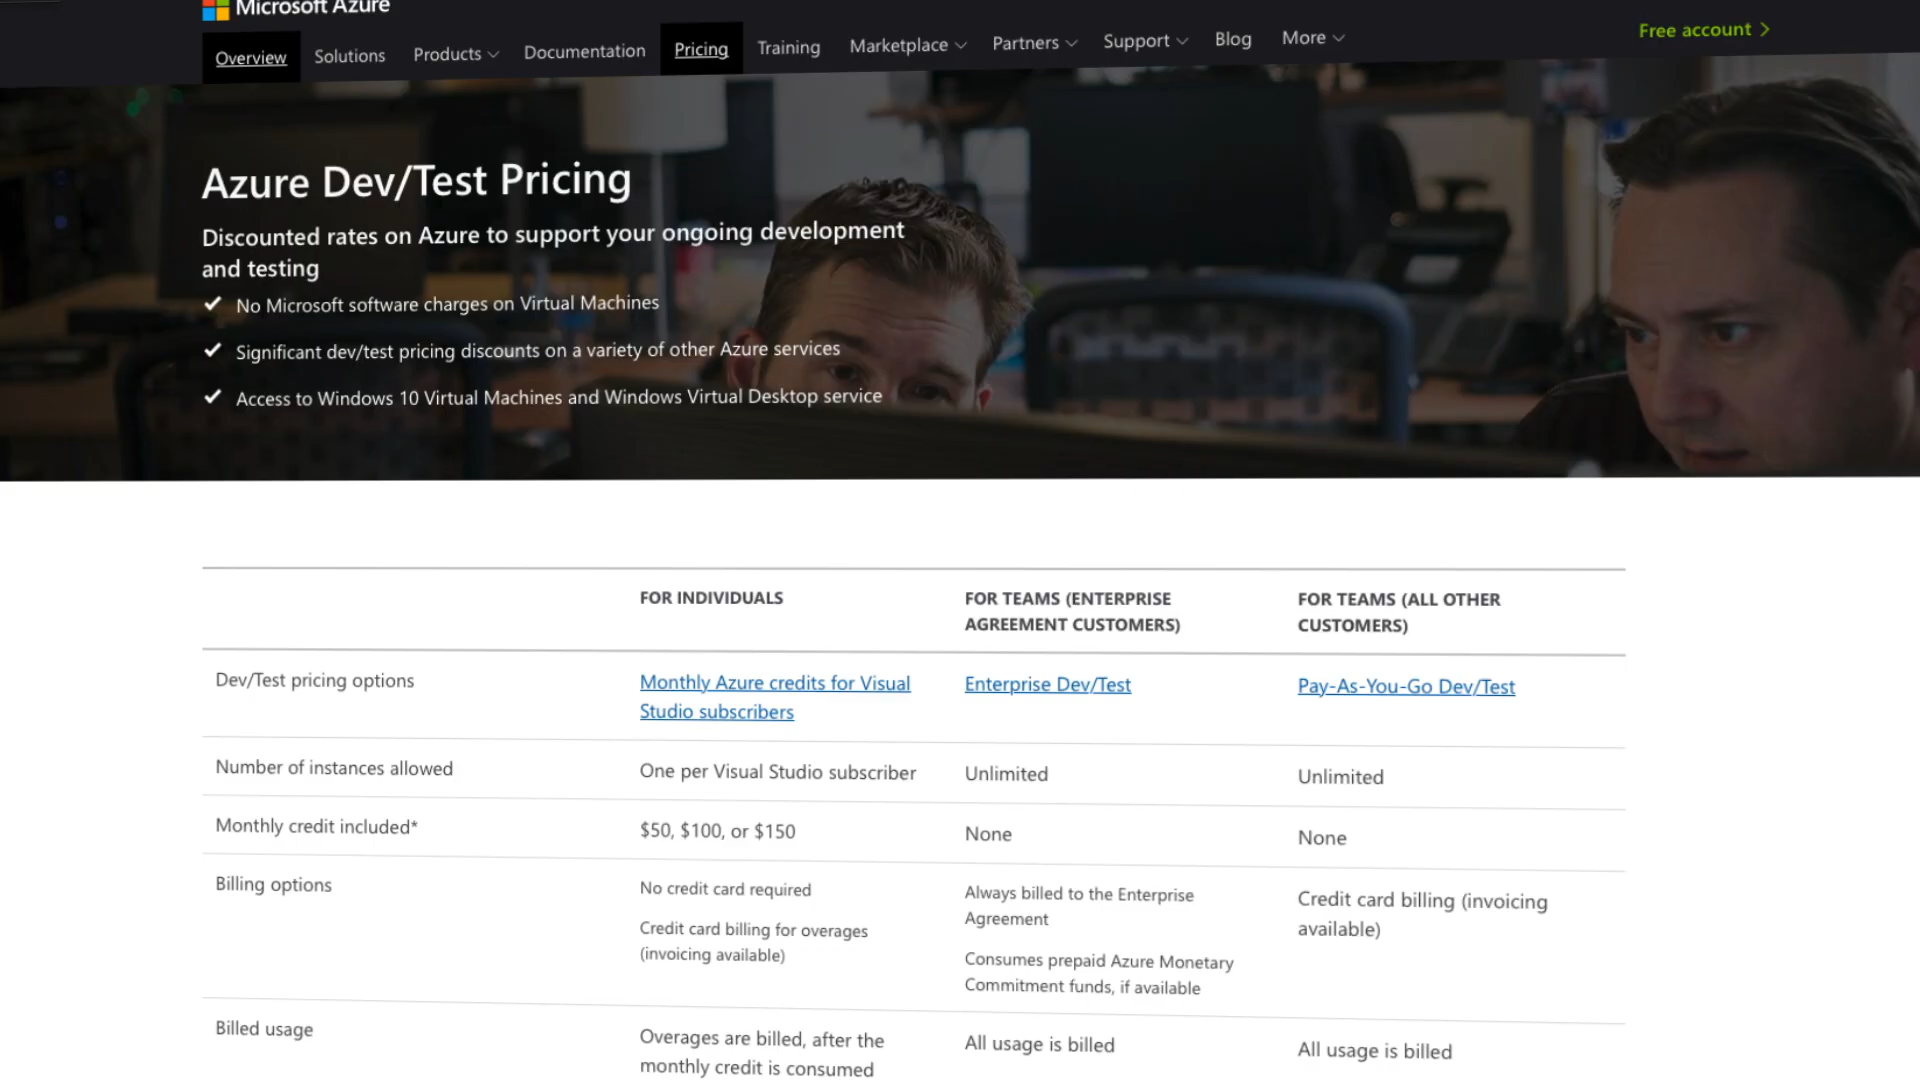 Microsoft Azure
Overview Solutions Products Documentation Pricing Training Marketplace Partners Support Blog More Free account
Azure Dev/Test Pricing
Discounted rates on Azure to support your ongoing development
and testing
No Microsoft software charges on Virtual Machines
Significant dev/test pricing discounts on a variety of other Azure services
Access to Windows 10 Virtual Machines and Windows Virtual Desktop service
FOR INDIVIDUALS
FOR TEAMS (ENTERPRISE
AGREEMENT CUSTOMERS)
FOR TEAMS (ALL OTHER
CUSTOMERS)
Dev/Test pricing options
Monthly Azure credits for Visual
Studio subscribers
Enterprise Dev/Test
Pay-As-You-Go Dev/Test
Number of instances allowed
One per Visual Studio subscriber
Unlimited
Unlimited
Monthly credit included*
$50, $100, or $150
None
None
Billing options
No credit card required
Credit card billing for overages
(invoicing available)
Always billed to the Enterprise
Agreement
Consumes prepaid Azure Monetary
Commitment funds, if available
Credit card billing (invoicing
available)
Billed usage
Overages are billed, after the
monthly credit is consumed
All usage is billed
All usage is billed